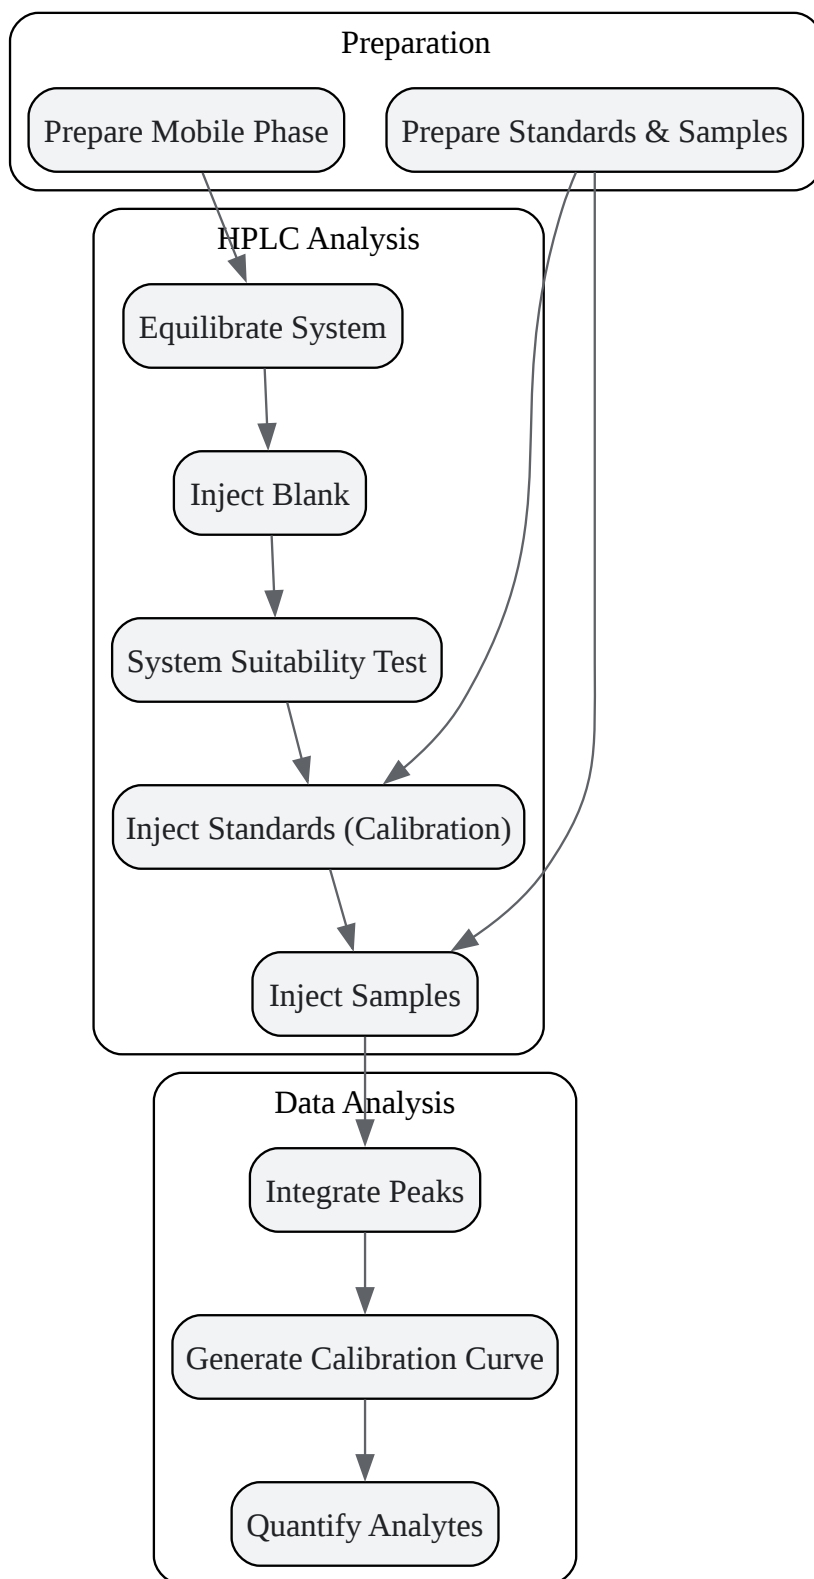 Preparation
Prepare Mobile Phase
Prepare Standards & Samples
HPLC Analysis
Equilibrate System
Inject Blank
System Suitability Test
Inject Standards (Calibration)
Inject Samples
Data Analysis
Integrate Peaks
Generate Calibration Curve
Quantify Analytes